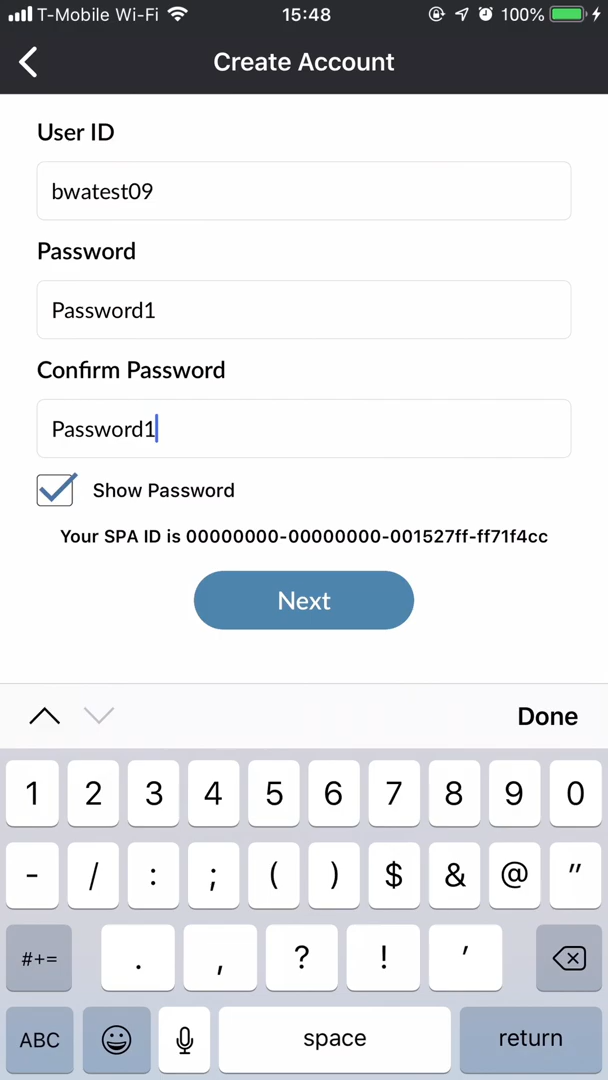 T-Mobile Wi-Fi 15:48 100%
Create Account
User ID
bwatest09
Password
Password1
Confirm Password
Password1
Show Password
Your SPA ID is 00000000-00000000-001527ff-ff71f4cc
Next
Done
1 2 3 4 5 6 7 8 9 0
- / : ; ( ) $ & @ "
#+= . , ? ! '
ABC space return